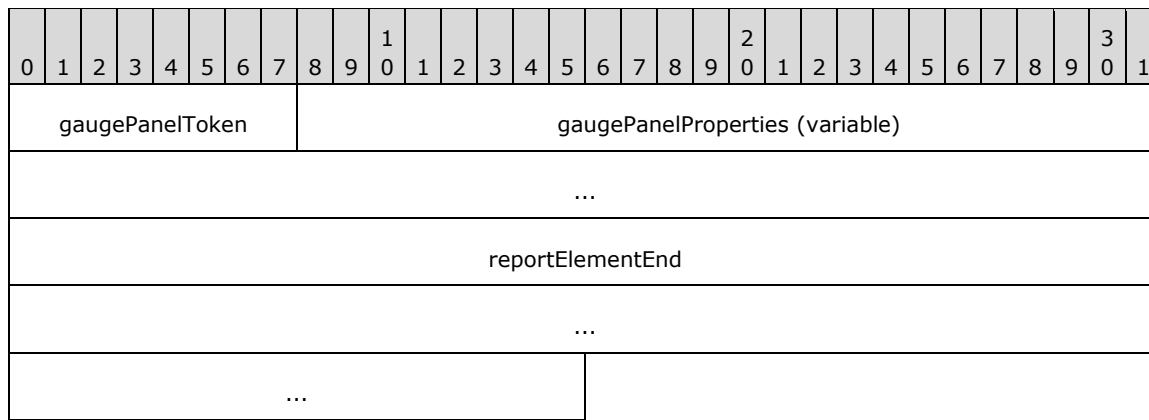 1 2 3
0 1 2 3 4 5 6 7 8 9 0 1 2 3 4 5 6 7 8 9 0 1 2 3 4 5 6 7 8 9 0 1
gaugePanelToken gaugePanelProperties (variable)
...
reportElementEnd
...
...